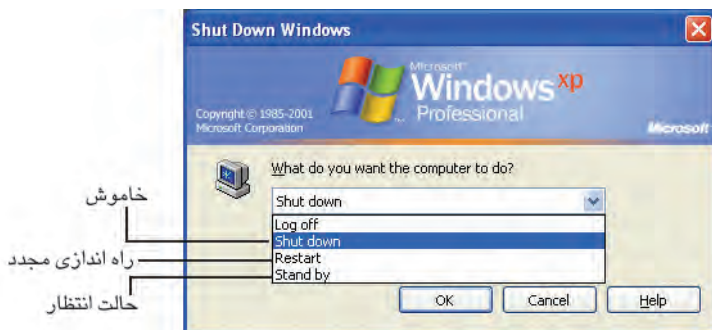 Shut Down Windows
Microsoft
Windows xp
Professional
Copyright © 1985-2001
Microsoft Corporation
Microsoft
What do you want the computer to do?
Shut down
Log off
Shut down
Restart
Stand by
خاموش
راه اندازی مجدد
حالت انتظار
OK
Cancel
Help